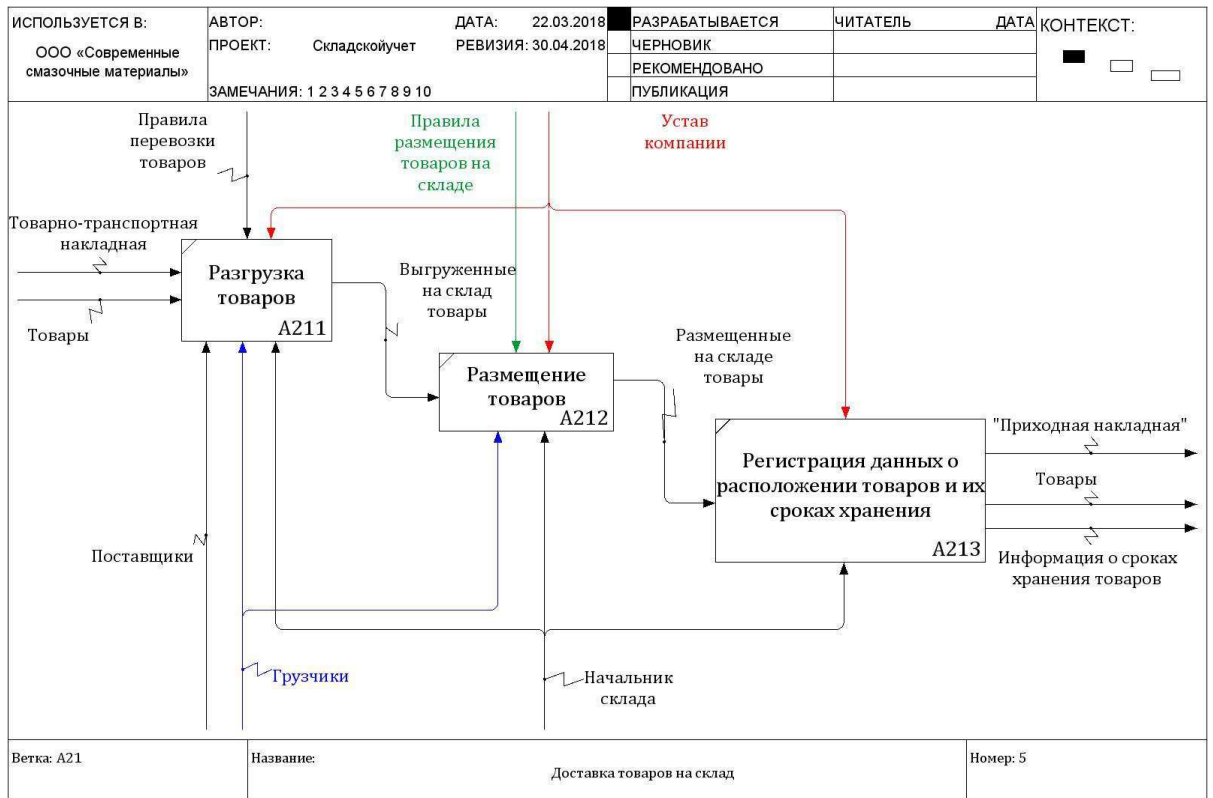 ИСПОЛЬЗУЕТСЯ В:
ООО «Современные
смазочные материалы»
АВТОР:
ДАТА: 22.03.2018
ПРОЕКТ: Складскойучет
РЕВИЗИЯ: 30.04.2018
ЗАМЕЧАНИЯ: 1 2 3 4 5 6 7 8 9 10
РАЗРАБАТЫВАЕТСЯ
ЧЕРНОВИК
РЕКОМЕНДОВАНО
ПУБЛИКАЦИЯ
ЧИТАТЕЛЬ
ДАТА
КОНТЕКСТ:
Правила
перевозки
товаров
Правила
размещения
товаров на
складе
Устав
компании
Товарно-транспортная
накладная
Товары
Разгрузка
товаров
A211
Выгруженные
на склад
товары
Размещение
товаров
A212
Размещенные
на складе
товары
Регистрация данных о
расположении товаров и их
сроках хранения
A213
"Приходная накладная"
Товары
Информация о сроках
хранения товаров
Поставщики
Грузчики
Начальник
склада
Ветка: A21
Название:
Доставка товаров на склад
Номер: 5